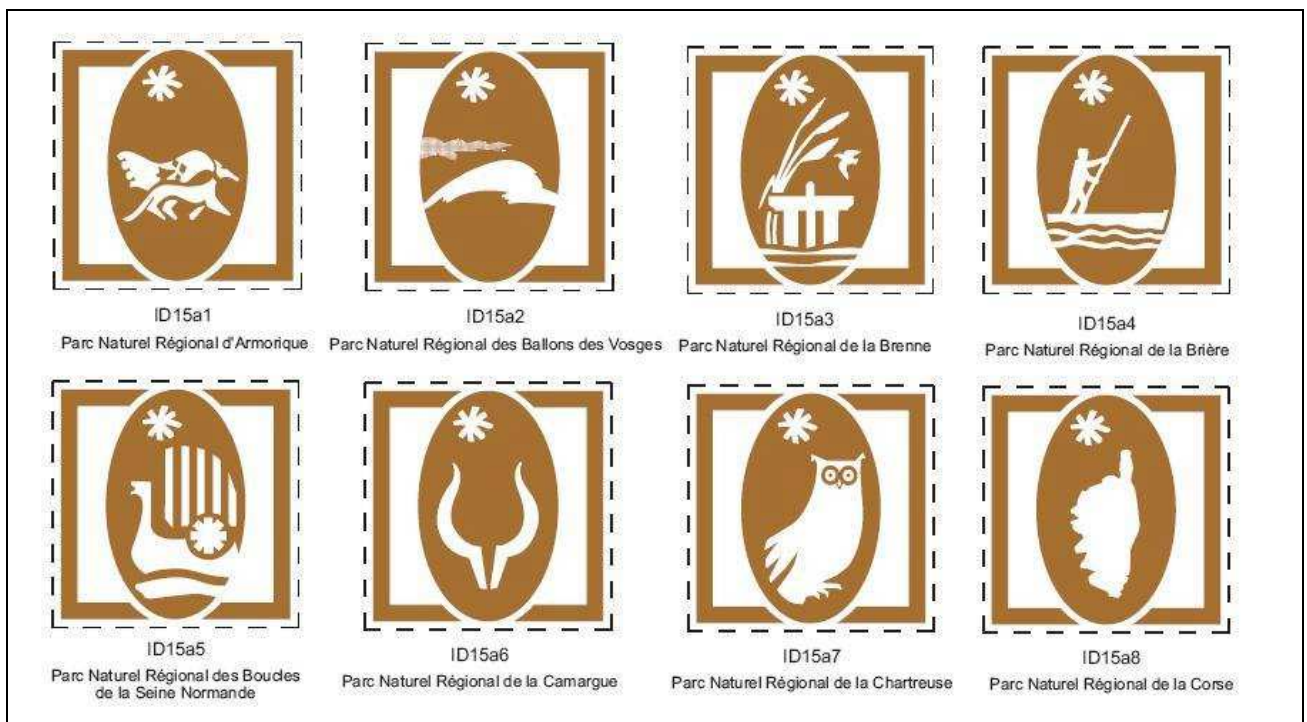 ID15a1
Parc Naturel Régional d'Armorique
ID15a2
Parc Naturel Régional des Ballons des Vosges
ID15a3
Parc Naturel Régional de la Brenne
ID15a4
Parc Naturel Régional de la Brière
ID15a5
Parc Naturel Régional des Boucles
de la Seine Normande
ID15a6
Parc Naturel Régional de la Camargue
ID15a7
Parc Naturel Régional de la Chartreuse
ID15a8
Parc Naturel Régional de la Corse